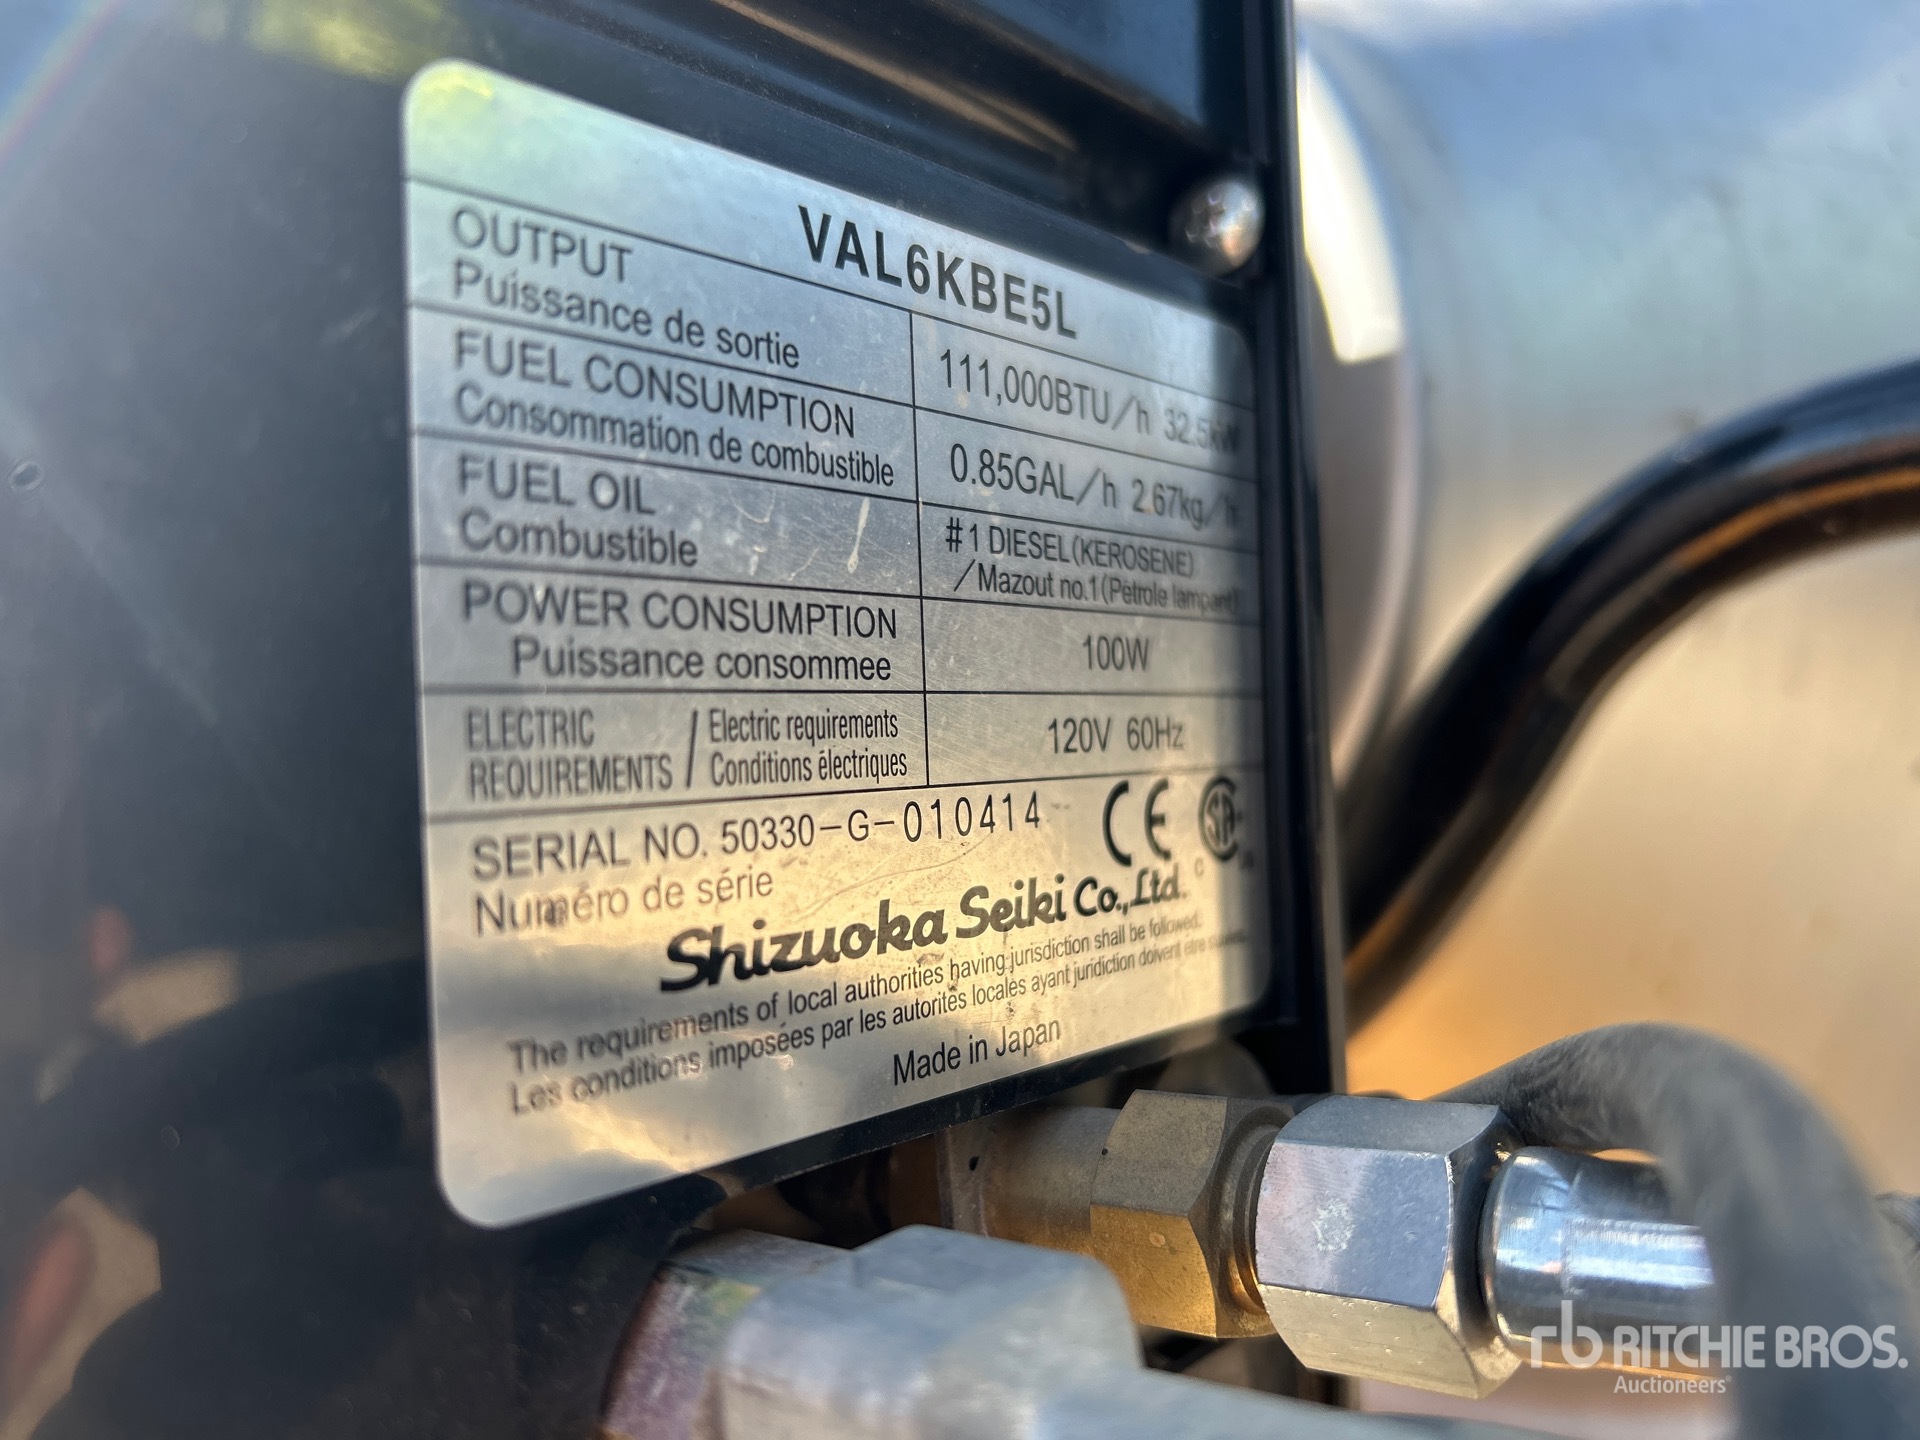 VAL6KBE5L
OUTPUT
Puissance de sortie
111,000BTU/h 32.5kW
FUEL CONSUMPTION
Consommation de combustible
0.85GAL/h 2.67kg/h
FUEL OIL
Combustible
#1 DIESEL(KEROSENE)
/Mazout no.1(Pétrole lampant)
POWER CONSUMPTION
Puissance consommee
100W
ELECTRIC
REQUIREMENTS
/
Electric requirements
Conditions électriques
120V 60Hz
SERIAL NO. 50330-G-010414
Numéro de série
CE
SA
Shizuoka Seiki Co.,Ltd.
The requirements of local authorities having jurisdiction shall be followed.
Les conditions imposées par les autorités locales ayant juridiction doivent être
Made in Japan
rb RITCHIE BROS.
Auctioneers